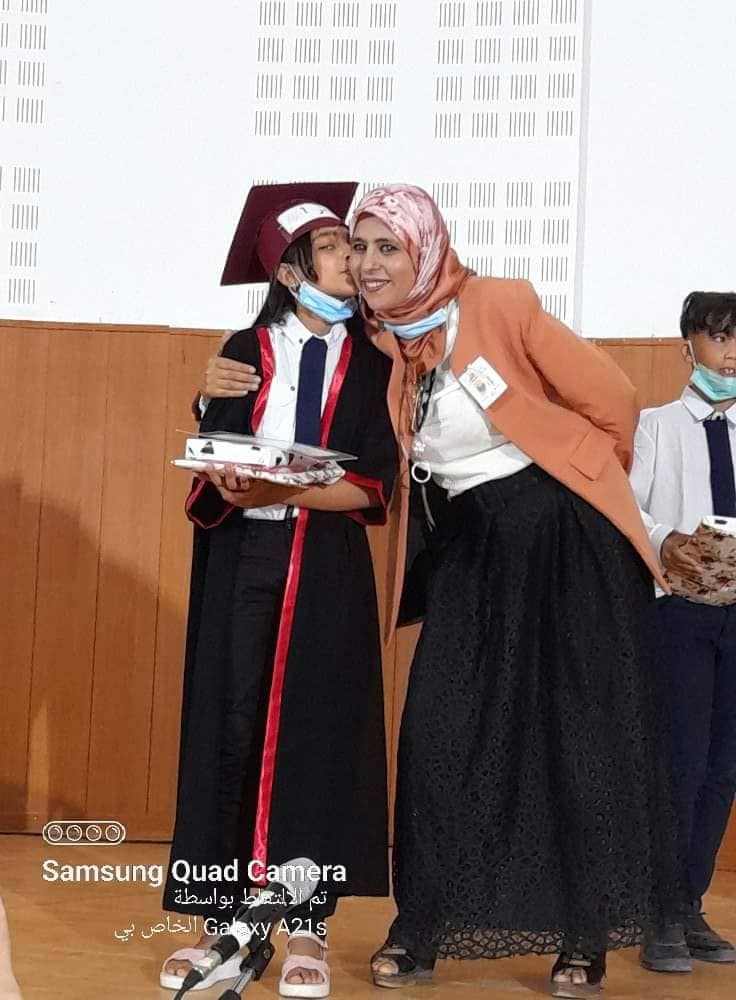 Samsung Quad Camera
تم الالتقاط بواسطة
Galaxy A21s الخاص بي